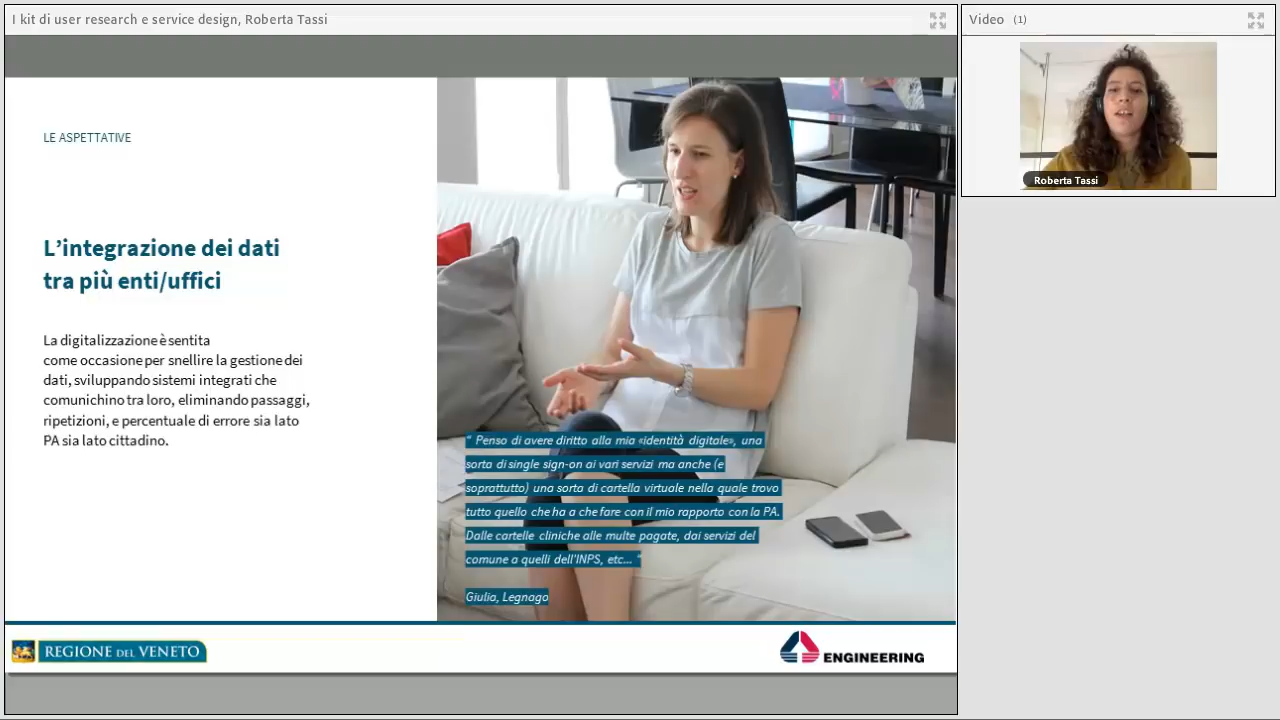 I kit di user research e service design, Roberta Tassi
Video (1)
Roberta Tassi
LE ASPETTATIVE
L'integrazione dei dati
tra più enti/uffici
La digitalizzazione è sentita
come occasione per snellire la gestione dei
dati, sviluppando sistemi integrati che
comunichino tra loro, eliminando passaggi,
ripetizioni, e percentuale di errore sia lato
PA sia lato cittadino.
" Penso di avere diritto alla mia «identità digitale», una
sorta di single sign-on ai vari servizi ma anche (e
soprattutto) una sorta di cartella virtuale nella quale trovo
tutto quello che ha a che fare con il mio rapporto con la PA.
Dalle cartelle cliniche alle multe pagate, dai servizi del
comune a quelli dell'INPS, etc... "
Giulia, Legnago
REGIONE DEL VENETO
ENGINEERING